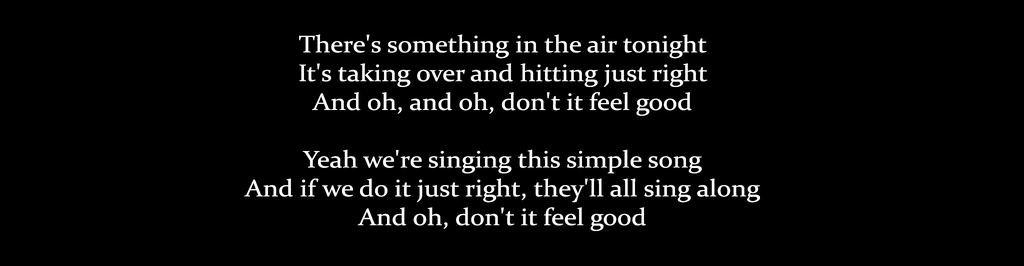 There's something in the air tonight
It's taking over and hitting just right
And oh, and oh, don't it feel good
Yeah we're singing this simple song
And if we do it just right, they'll all sing along
And oh, don't it feel good